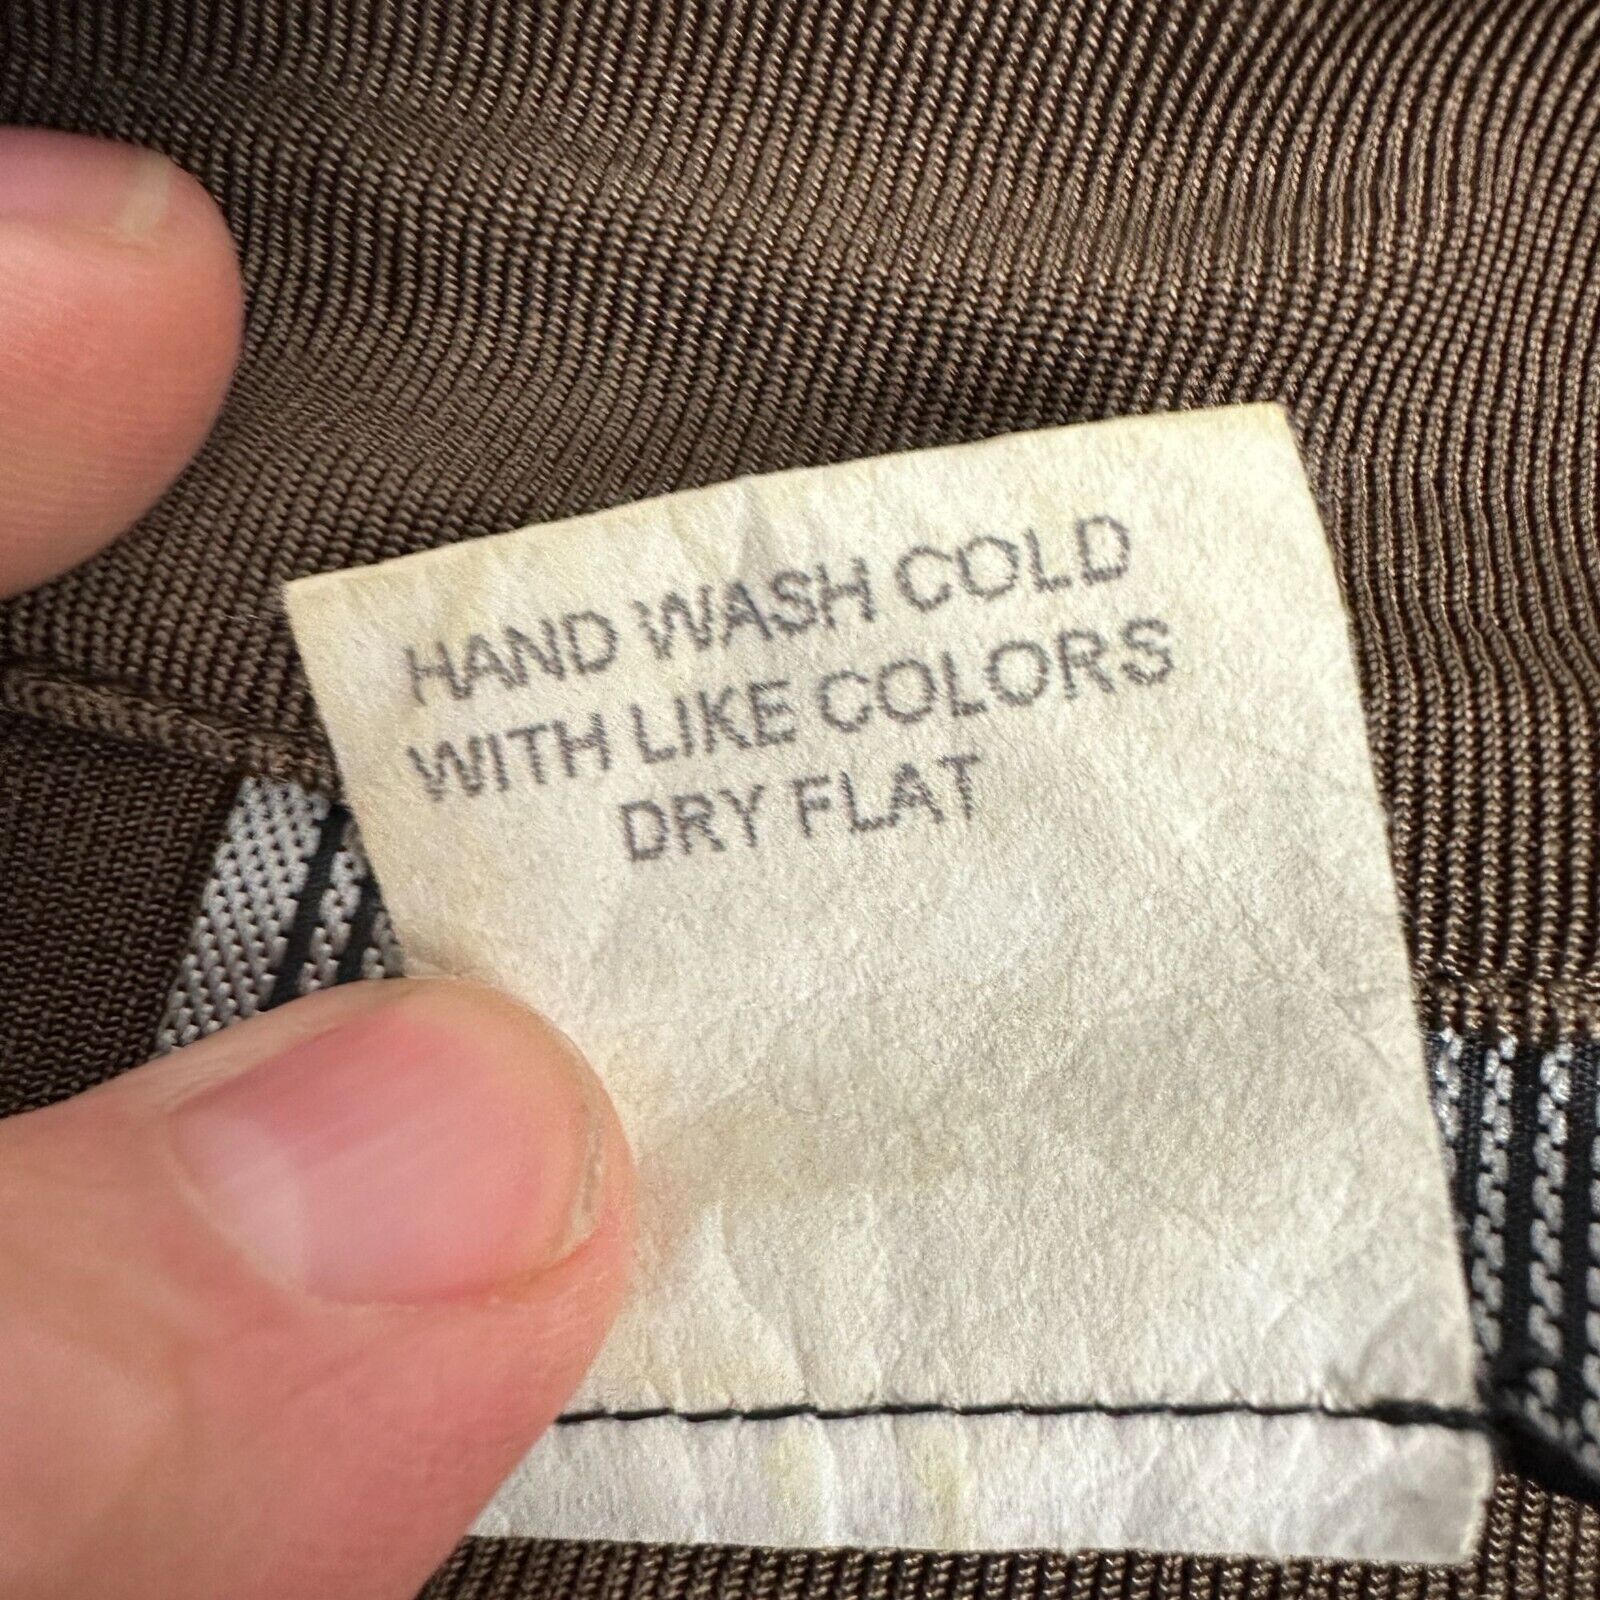 HAND WASH COLD
WITH LIKE COLORS
DRY FLAT